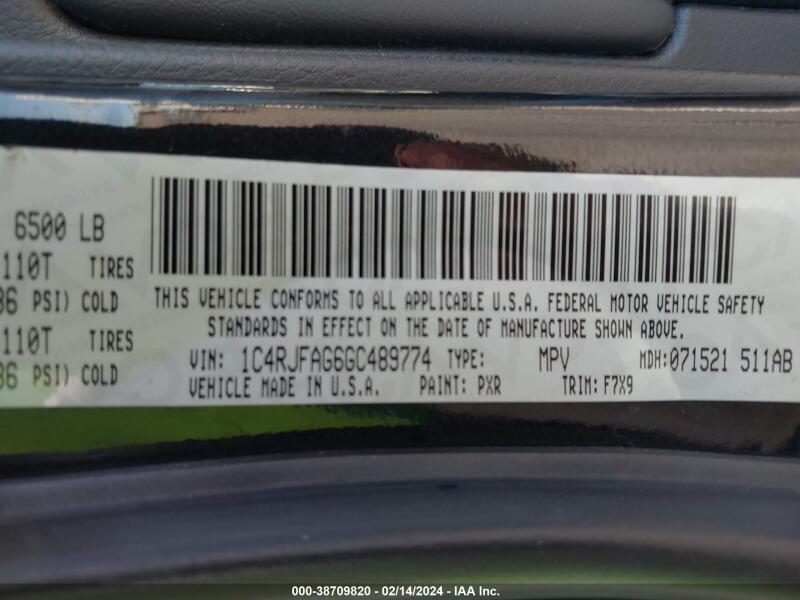 6500 LB
110T TIRES
PSI) COLD
110T TIRES
PSI) COLD
THIS VEHICLE CONFORMS TO ALL APPLICABLE U.S.A. FEDERAL MOTOR VEHICLE SAFETY
STANDARDS IN EFFECT ON THE DATE OF MANUFACTURE SHOWN ABOVE.
VIN: 1C4RJFAG6GC489774 TYPE: MPV MDH:071521 511AB
VEHICLE MADE IN U.S.A. PAINT: PXR TRIM: F7X9
000-38709820 - 02/14/2024 - IAA Inc.